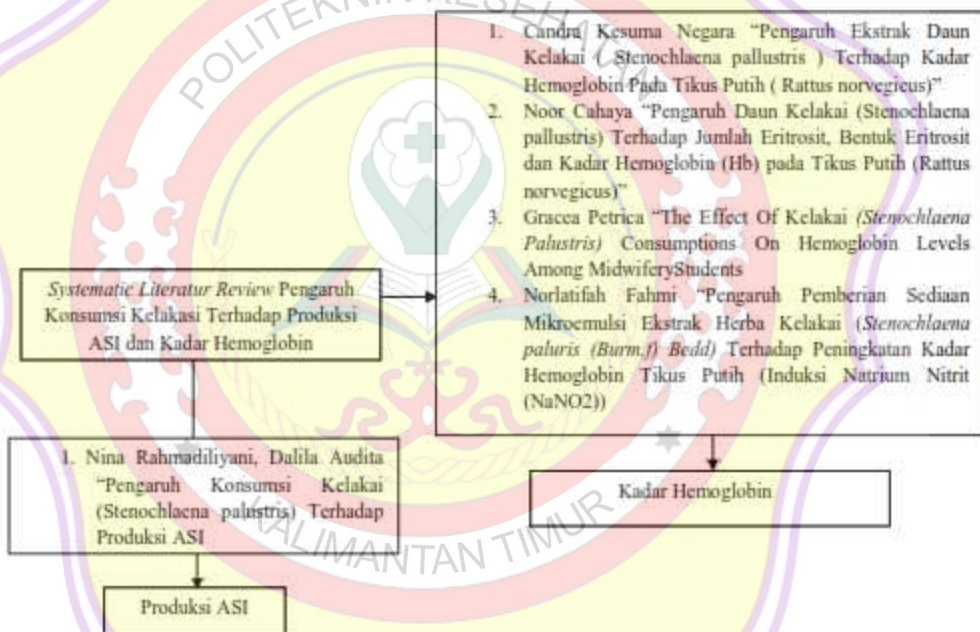 POLITEKNIK KESEHATAN
1. Candra Kesuma Negara “Pengaruh Ekstrak Daun
Kelakai ( Stenochlaena pallustris ) Terhadap Kadar
Hemoglobin Pada Tikus Putih ( Rattus norvegicus)”
2. Noor Cahaya “Pengaruh Daun Kelakai (Stenochlaena
pallustris) Terhadap Jumlah Eritrosit, Bentuk Eritrosit
dan Kadar Hemoglobin (Hb) pada Tikus Putih (Rattus
norvegicus)”
3. Gracea Petrica “The Effect Of Kelakai (Stenochlaena
Palustris) Consumptions On Hemoglobin Levels
Among MidwiferyStudents
4. Norlatifah Fahmi “Pengaruh Pemberian Sediaan
Mikroemulsi Ekstrak Herba Kelakai (Stenochlaena
paluris (Burm.f) Bedd) Terhadap Peningkatan Kadar
Hemoglobin Tikus Putih (Induksi Natrium Nitrit
(NaNO2))
Systematic Literatur Review Pengaruh
Konsumsi Kelakasi Terhadap Produksi
ASI dan Kadar Hemoglobin
1. Nina Rahmadiliyani, Dalila Audita
“Pengaruh Konsumsi Kelakai
(Stenochlaena palustris) Terhadap
Produksi ASI
Kadar Hemoglobin
Produksi ASI
KALIMANTAN TIMUR